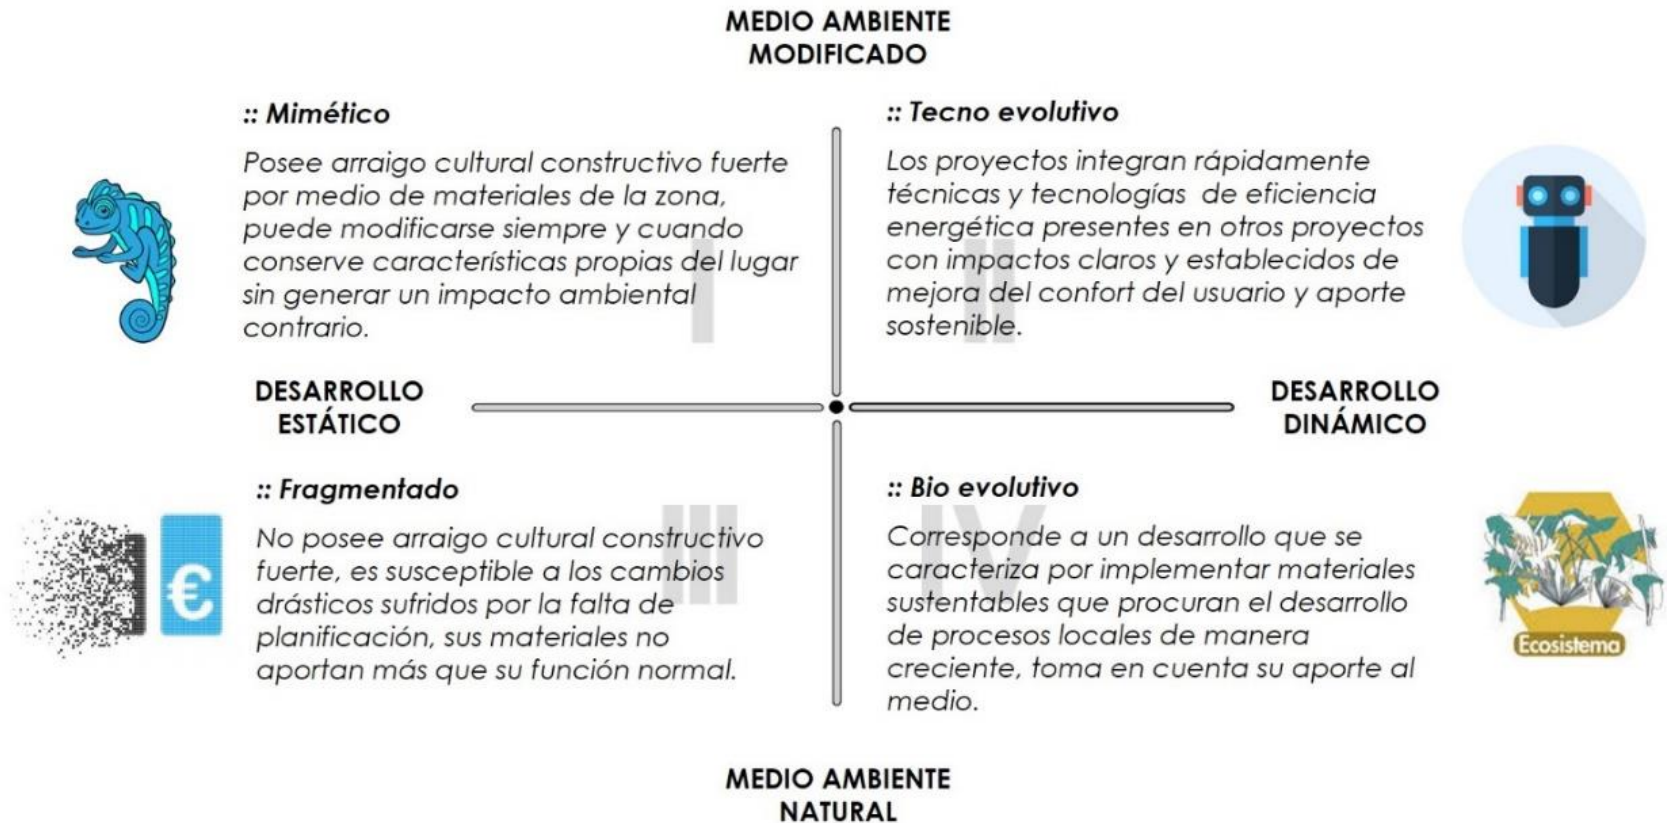 MEDIO AMBIENTE
MODIFICADO
:: Mimético
Posee arraigo cultural constructivo fuerte
por medio de materiales de la zona,
puede modificarse siempre y cuando
conserve características propias del lugar
sin generar un impacto ambiental
contrario.
I
:: Tecno evolutivo
Los proyectos integran rápidamente
técnicas y tecnologías de eficiencia
energética presentes en otros proyectos
con impactos claros y establecidos de
mejora del confort del usuario y aporte
sostenible.
II
DESARROLLO
ESTÁTICO
DESARROLLO
DINÁMICO
:: Fragmentado
No posee arraigo cultural constructivo
fuerte, es susceptible a los cambios
drásticos sufridos por la falta de
planificación, sus materiales no
aportan más que su función normal.
III
€
:: Bio evolutivo
Corresponde a un desarrollo que se
caracteriza por implementar materiales
sustentables que procuran el desarrollo
de procesos locales de manera
creciente, toma en cuenta su aporte al
medio.
IV
Ecosistema
MEDIO AMBIENTE
NATURAL